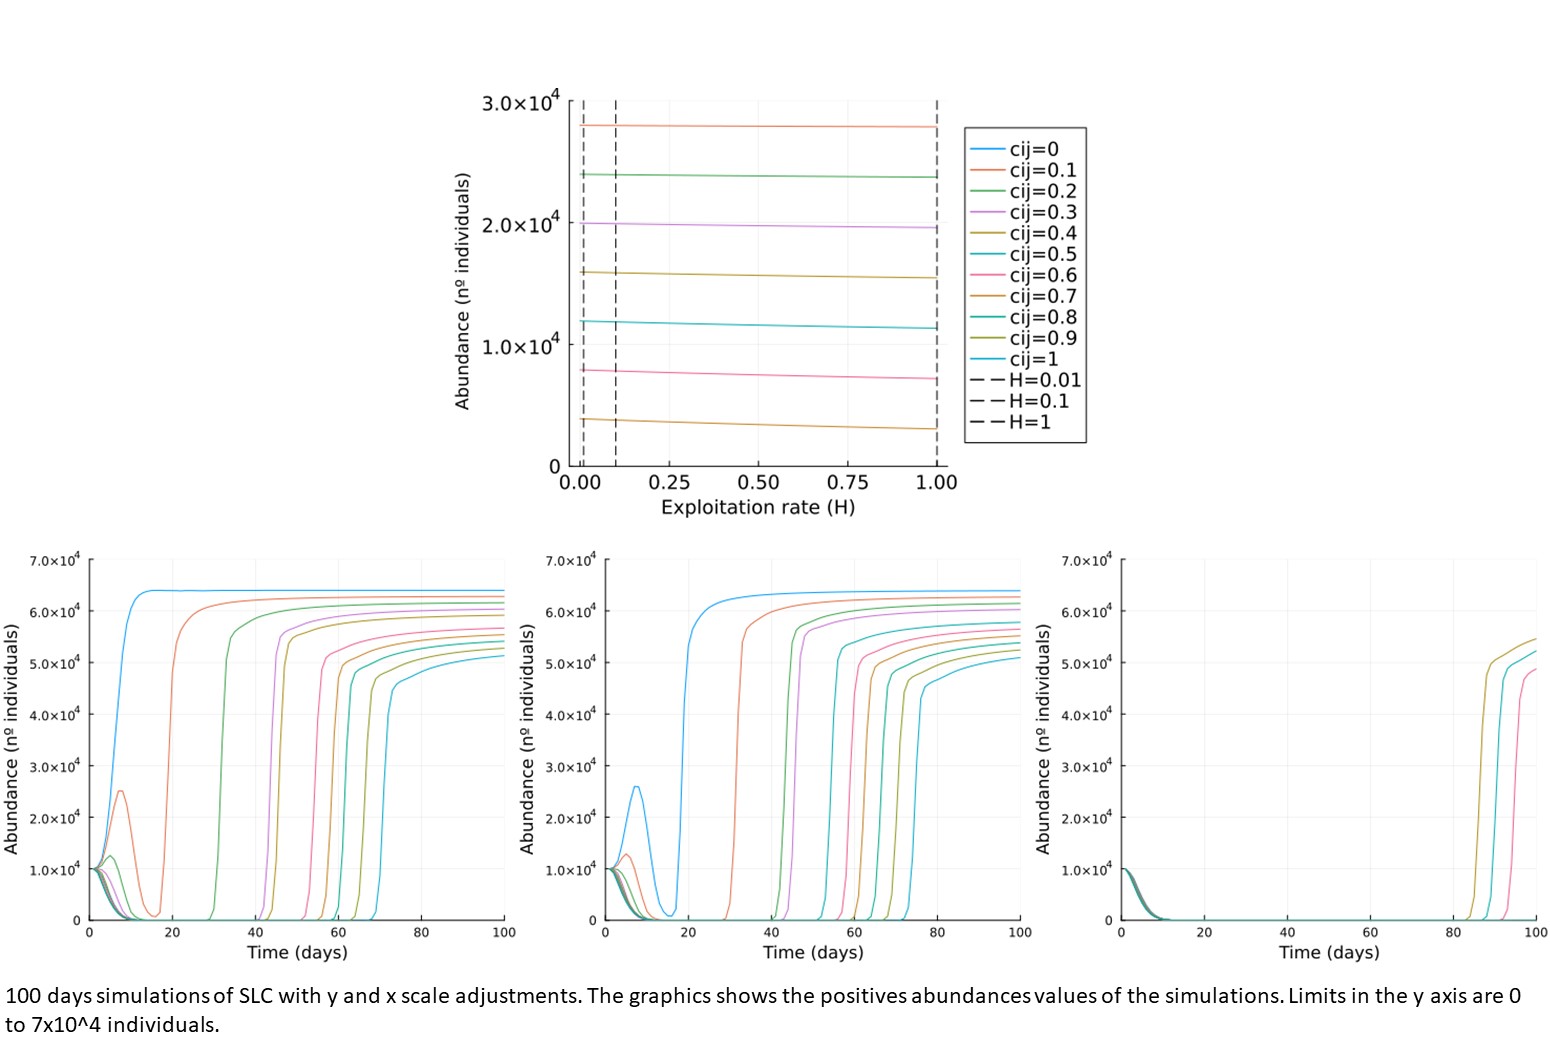 3.0×10^4
2.0×10^4
1.0×10^4
0
Abundance (nº individuals)
0.00 0.25 0.50 0.75 1.00
Exploitation rate (H)
cij=0
cij=0.1
cij=0.2
cij=0.3
cij=0.4
cij=0.5
cij=0.6
cij=0.7
cij=0.8
cij=0.9
cij=1
H=0.01
H=0.1
H=1
7.0×10^4
6.0×10^4
5.0×10^4
4.0×10^4
3.0×10^4
2.0×10^4
1.0×10^4
0
Abundance (nº individuals)
0 20 40 60 80 100
Time (days)
7.0×10^4
6.0×10^4
5.0×10^4
4.0×10^4
3.0×10^4
2.0×10^4
1.0×10^4
0
Abundance (nº individuals)
0 20 40 60 80 100
Time (days)
7.0×10^4
6.0×10^4
5.0×10^4
4.0×10^4
3.0×10^4
2.0×10^4
1.0×10^4
0
Abundance (nº individuals)
0 20 40 60 80 100
Time (days)
100 days simulations of SLC with y and x scale adjustments. The graphics shows the positives abundances values of the simulations. Limits in the y axis are 0
to 7x10^4 individuals.